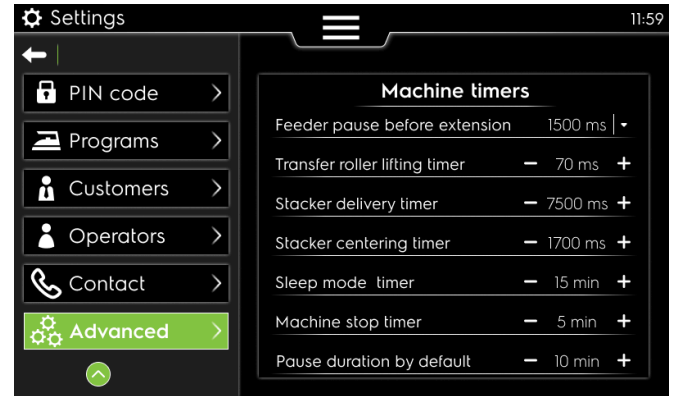 Settings
11:59
PIN code
Programs
Customers
Operators
Contact
Advanced
Machine timers
Feeder pause before extension 1500 ms
Transfer roller lifting timer − 70 ms +
Stacker delivery timer − 7500 ms +
Stacker centering timer − 1700 ms +
Sleep mode timer − 15 min +
Machine stop timer − 5 min +
Pause duration by default − 10 min +